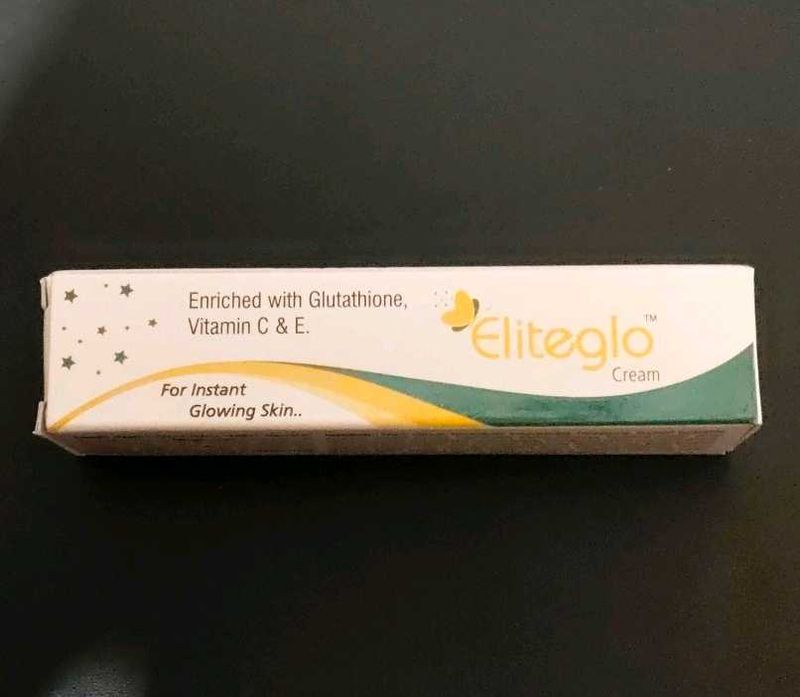 Enriched with Glutathione,
Vitamin C & E.
Eliteglo™
Cream
For Instant
Glowing Skin..